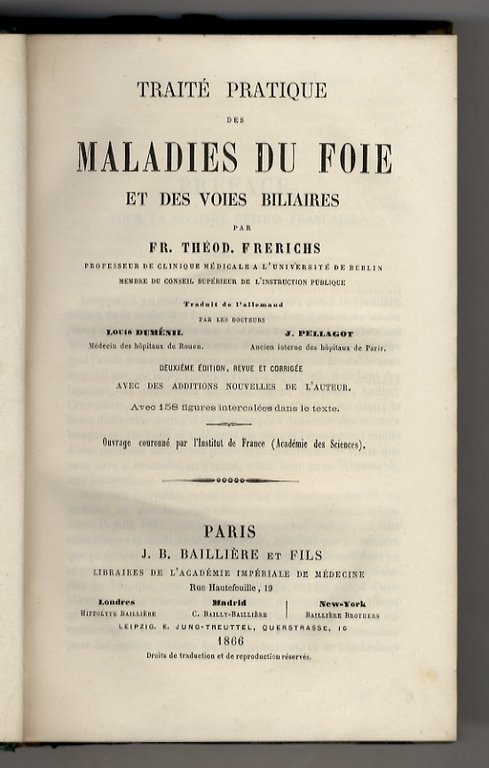 TRAITÉ PRATIQUE
DES
MALADIES DU FOIE
ET DES VOIES BILIAIRES
PAR
FR. THÉOD. FRERICHS
PROFESSEUR DE CLINIQUE MÉDICALE A L'UNIVERSITÉ DE BERLIN
MEMBRE DU CONSEIL SUPÉRIEUR DE L'INSTRUCTION PUBLIQUE
Traduit de l'allemand
PAR LES DOCTEURS
LOUIS DUMÉNIL
Médecin des hôpitaux de Rouen.
J. PELLAGOT
Ancien interne des hôpitaux de Paris.
DEUXIÈME ÉDITION, REVUE ET CORRIGÉE
AVEC DES ADDITIONS NOUVELLES DE L'AUTEUR.
Avec 158 figures intercalées dans le texte.
Ouvrage couronné par l'Institut de France (Académie des Sciences).
PARIS
J. B. BAILLIÈRE ET FILS
LIBRAIRES DE L'ACADÉMIE IMPÉRIALE DE MÉDECINE
Rue Hautefeuille, 19
Londres
HIPPOLYTE BAILLIÈRE
Madrid
C. BAILLY-BAILLIÈRE
New-York
BAILLIÈRE BROTHERS
LEIPZIG, E. JUNG-TREUTTEL, QUERSTRASSE, 10
1866
Droits de traduction et de reproduction réservés.